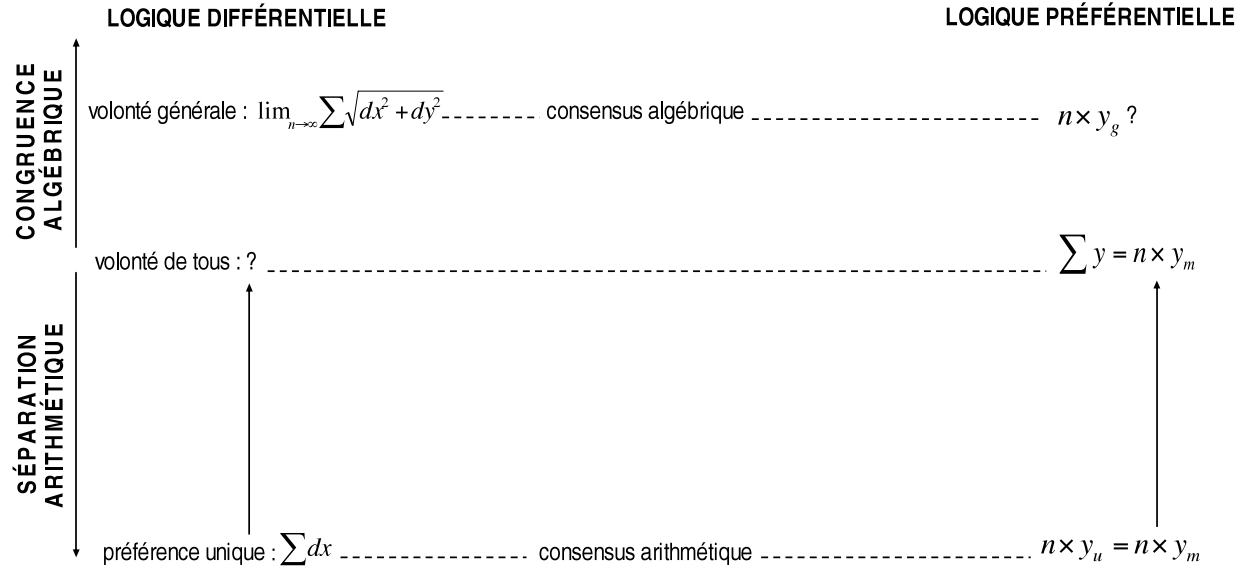 LOGIQUE DIFFÉRENTIELLE
LOGIQUE PRÉFÉRENTIELLE
CONGRUENCE
ALGÉBRIQUE
volonté générale : lim n→∞ ∑ √dx² + dy²
consensus algébrique
n × y_g ?
volonté de tous : ?
∑ y = n × y_m
SÉPARATION
ARITHMÉTIQUE
préférence unique : ∑ dx
consensus arithmétique
n × y_u = n × y_m